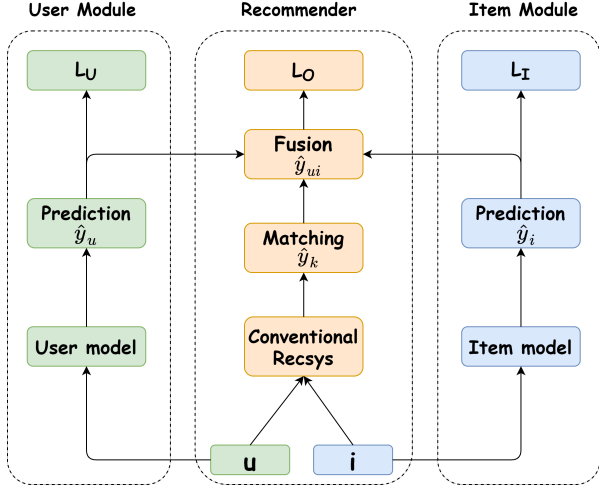 User Module
Recommender
Item Module
L_U
L_O
L_I
Fusion
ŷ_ui
Prediction
ŷ_u
Matching
ŷ_k
Prediction
ŷ_i
User model
Conventional
Recsys
Item model
u
i